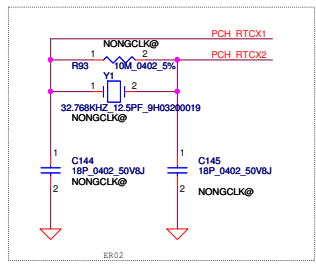 PCH_RTCX1
NONGCLK@
1 2
PCH_RTCX2
R93 10M_0402_5%
Y1
1 2
32.768KHZ_12.5PF_9H03200019
NONGCLK@
1 1
C144 C145
18P_0402_50V8J 18P_0402_50V8J
2 NONGCLK@ 2
NONGCLK@
ER02